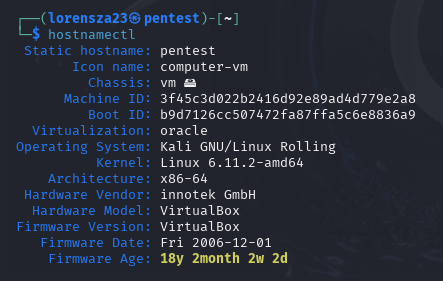 ┌──(lorensza23㉿pentest)-[~]
└─$ hostnamectl
Static hostname: pentest
Icon name: computer-vm
Chassis: vm 🖴
Machine ID: 3f45c3d022b2416d92e89ad4d779e2a8
Boot ID: b9d7126cc507472fa87ffa5c6e8836a9
Virtualization: oracle
Operating System: Kali GNU/Linux Rolling
Kernel: Linux 6.11.2-amd64
Architecture: x86-64
Hardware Vendor: innotek GmbH
Hardware Model: VirtualBox
Firmware Version: VirtualBox
Firmware Date: Fri 2006-12-01
Firmware Age: 18y 2month 2w 2d